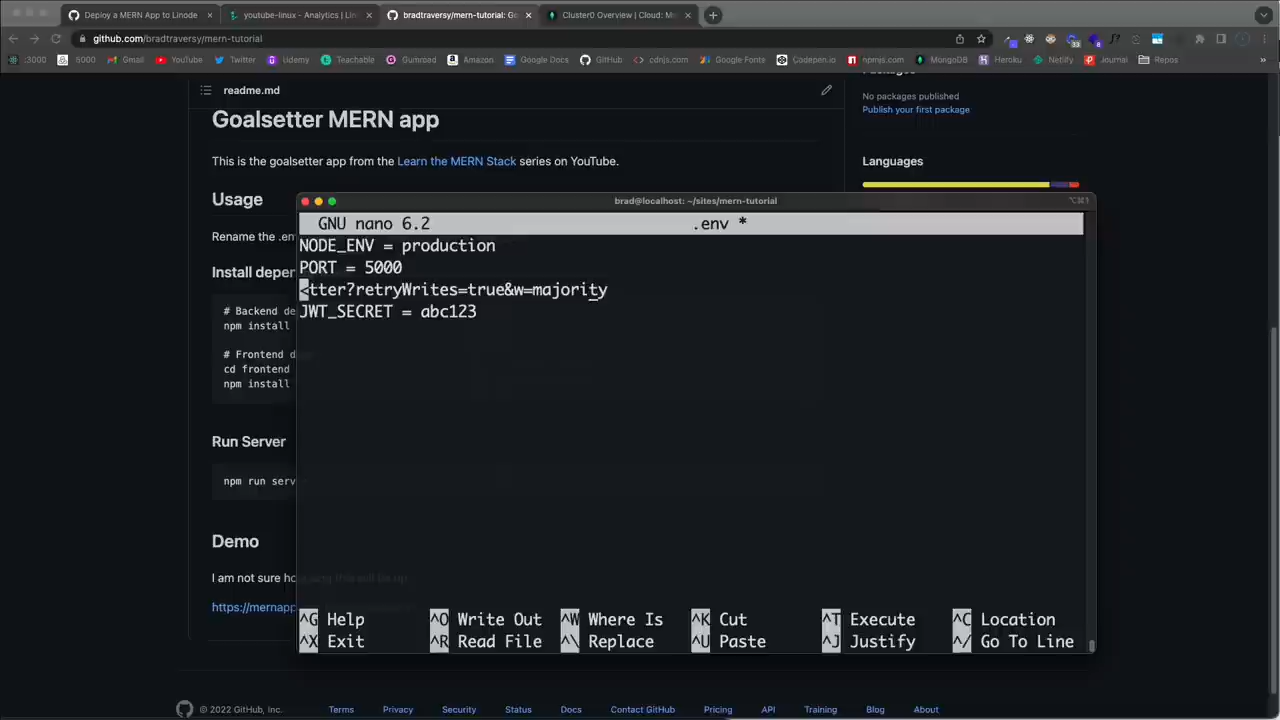 Deploy a MERN App to Linode
youtube-linux - Analytics | Lin
bradtraversy/mern-tutorial: Go
Cluster0 Overview | Cloud: Mon
github.com/bradtraversy/mern-tutorial
:3000
5000
Gmail
YouTube
Twitter
Udemy
Teachable
Gumroad
Amazon
Google Docs
GitHub
cdnjs.com
Google Fonts
Codepen.io
npmjs.com
MongoDB
Heroku
Netlify
Journal
Repos
»
readme.md
Packages
No packages published
Publish your first package
Goalsetter MERN app
This is the goalsetter app from the Learn the MERN Stack series on YouTube.
Languages
Usage
Rename the .en
Install deper
# Backend d
npm install
# Frontend d
cd frontend
npm install
Run Server
npm run serv
Demo
I am not sure ho
https://mernapp
brad@localhost: ~/sites/mern-tutorial
⌥⌘1
GNU nano 6.2 .env *
NODE_ENV = production
PORT = 5000
<tter?retryWrites=true&w=majority
JWT_SECRET = abc123
^G Help ^O Write Out ^W Where Is ^K Cut ^T Execute ^C Location
^X Exit ^R Read File ^\ Replace ^U Paste ^J Justify ^/ Go To Line
© 2022 GitHub, Inc.
Terms
Privacy
Security
Status
Docs
Contact GitHub
Pricing
API
Training
Blog
About